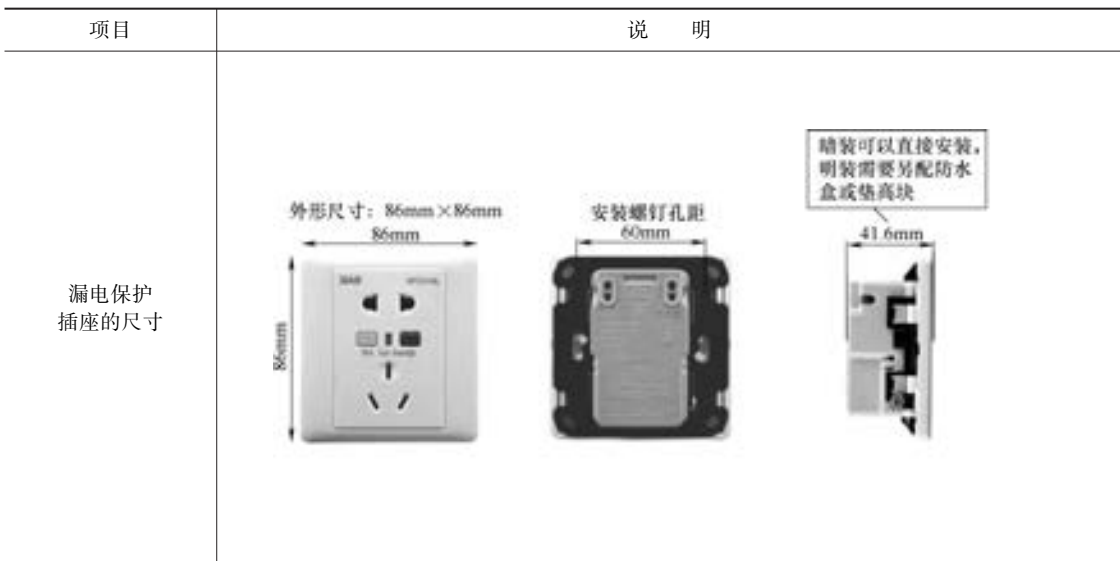 项目
说 明
漏电保护
插座的尺寸
外形尺寸：86mm×86mm
86mm
86mm
安装螺钉孔距
60mm
暗装可以直接安装，
明装需要另配防水
盒或垫高块
41.6mm